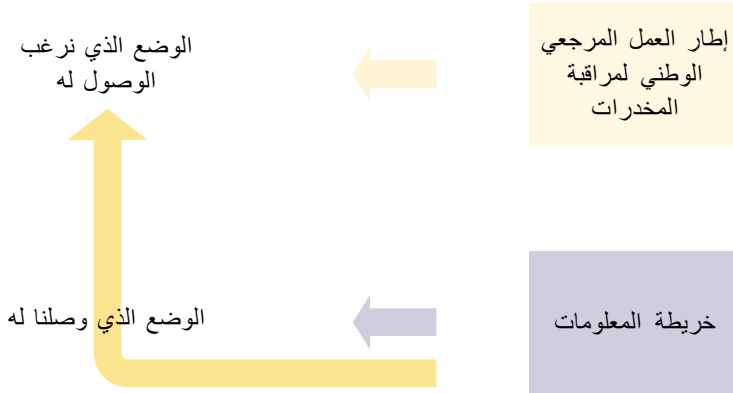 إطار العمل المرجعي
الوطني لمراقبة
المخدرات
الوضع الذي نرغب
الوصول له
خريطة المعلومات
الوضع الذي وصلنا له